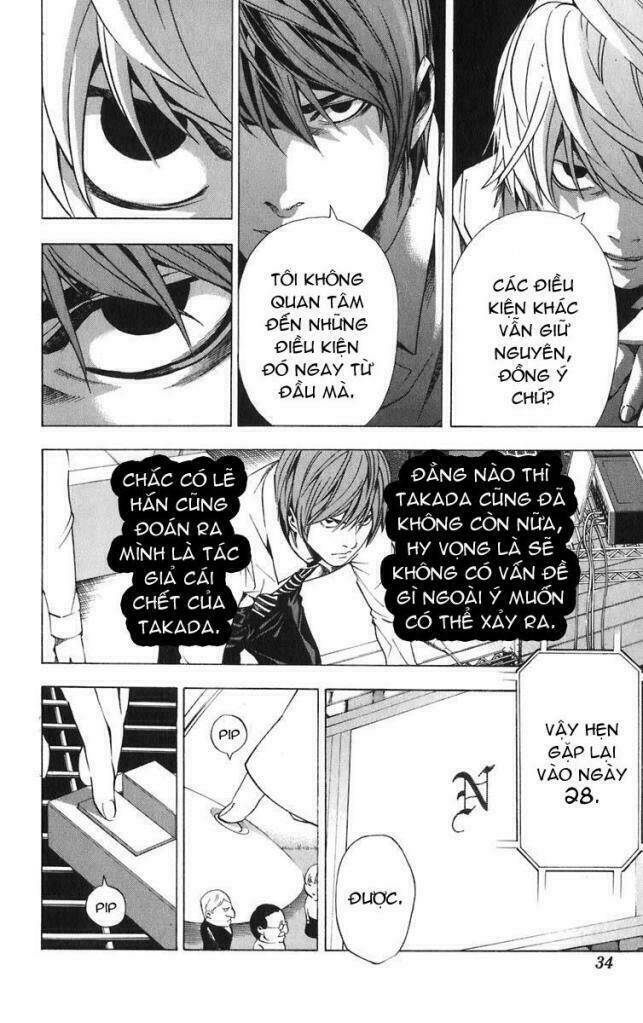 CÁC ĐIỀU
KIỆN KHÁC
VẪN GIỮ
NGUYÊN,
ĐỒNG Ý
CHỨ?
TÔI KHÔNG
QUAN TÂM
ĐẾN NHỮNG
ĐIỀU KIỆN
ĐÓ NGAY TỪ
ĐẦU MÀ.
ĐẰNG NÀO THÌ
TAKADA CŨNG ĐÃ
KHÔNG CÒN NỮA,
HY VỌNG LÀ SẼ
KHÔNG CÓ VẤN ĐỀ
GÌ NGOÀI Ý MUỐN
CÓ THỂ XẢY RA.
CHẮC CÓ LẼ
HẮN CŨNG
ĐOÁN RA
MÌNH LÀ TÁC
GIẢ CÁI
CHẾT CỦA
TAKADA.
VẬY HẸN
GẶP LẠI
VÀO NGÀY
28.
N
ĐƯỢC.
PIP
PIP
34